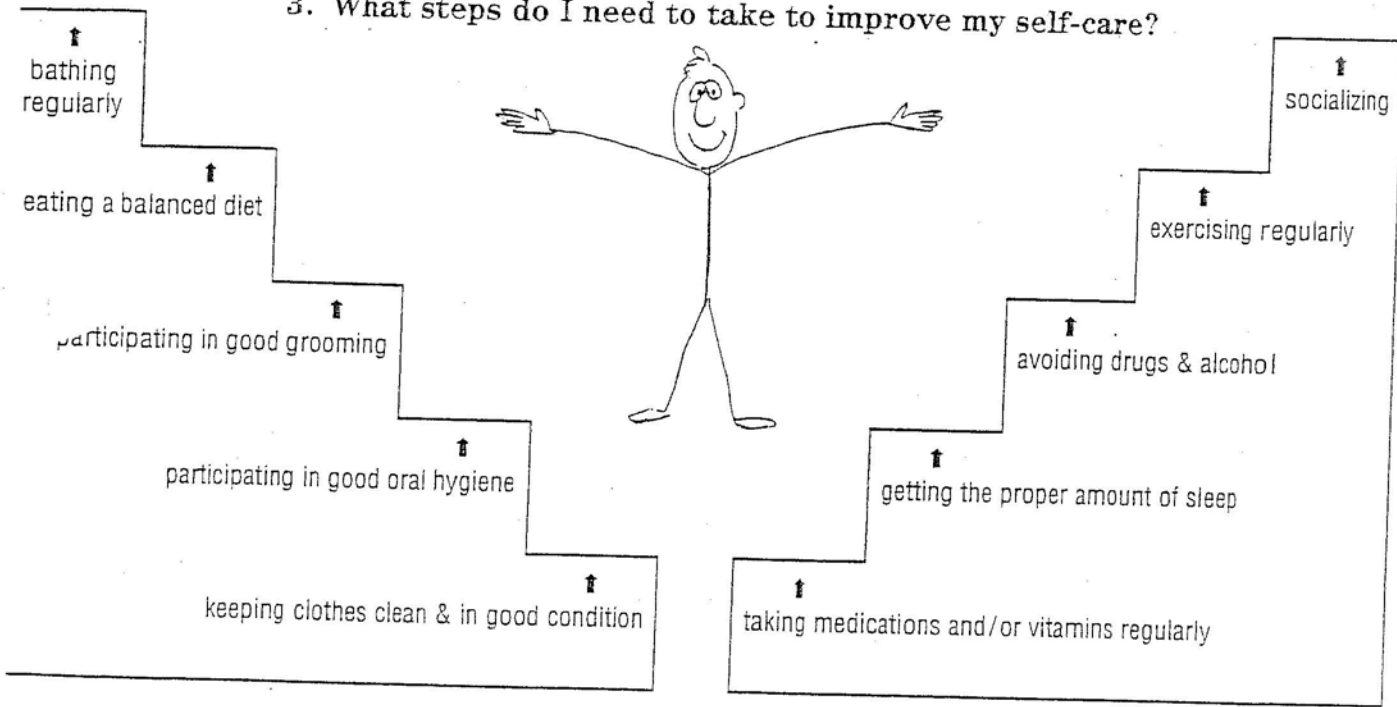 3. What steps do I need to take to improve my self-care?
bathing
regularly
eating a balanced diet
participating in good grooming
participating in good oral hygiene
keeping clothes clean & in good condition
socializing
exercising regularly
avoiding drugs & alcohol
getting the proper amount of sleep
taking medications and/or vitamins regularly